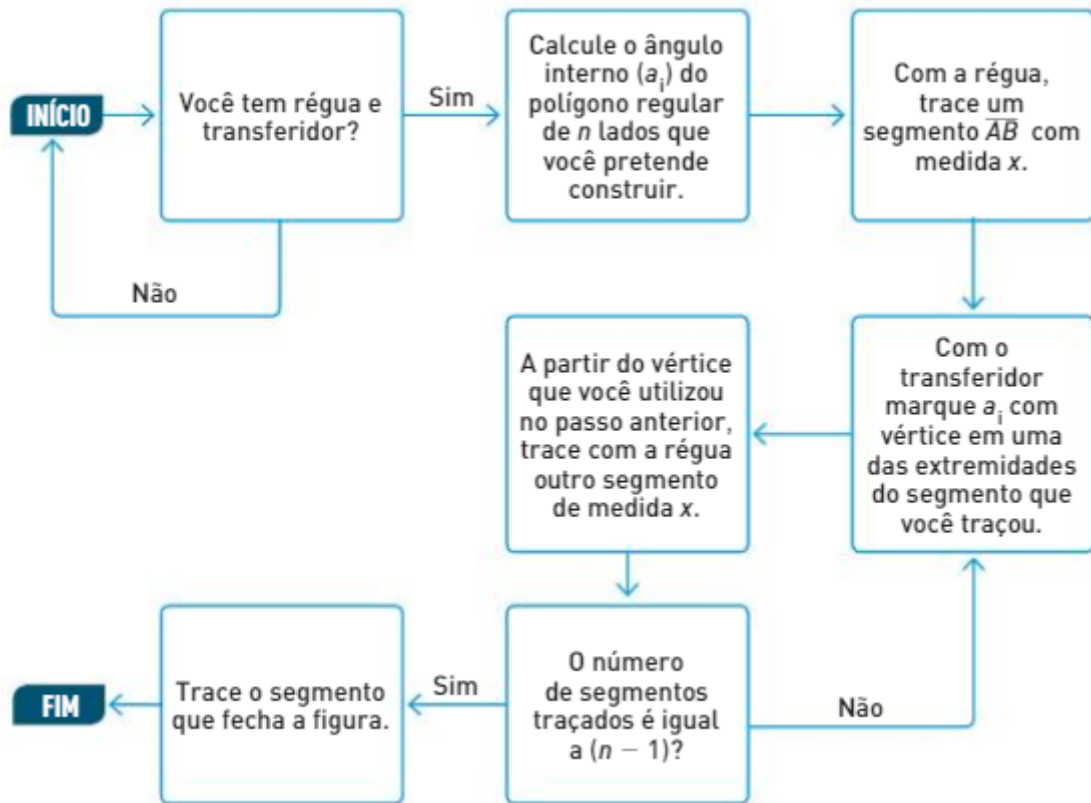 INÍCIO
Você tem régua e
transferidor?
Sim
Calcule o ângulo
interno (aᵢ) do
polígono regular
de n lados que
você pretende
construir.
Com a régua,
trace um
segmento A̅B̅ com
medida x.
Não
Com o
transferidor
marque aᵢ com
vértice em uma
das extremidades
do segmento que
você traçou.
A partir do vértice
que você utilizou
no passo anterior,
trace com a régua
outro segmento
de medida x.
O número
de segmentos
traçados é igual
a (n − 1)?
Não
Sim
Trace o segmento
que fecha a figura.
FIM